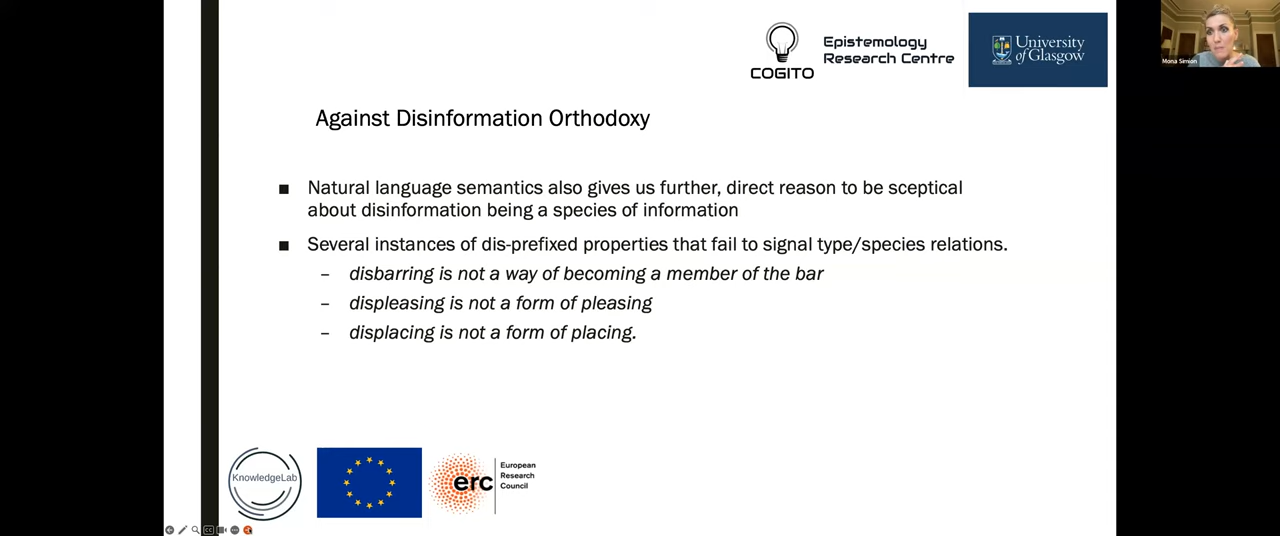 COGITO
Epistemology
Research Centre
University
of Glasgow
Mona Simion
Against Disinformation Orthodoxy
■ Natural language semantics also gives us further, direct reason to be sceptical
about disinformation being a species of information
■ Several instances of dis-prefixed properties that fail to signal type/species relations.
– disbarring is not a way of becoming a member of the bar
– displeasing is not a form of pleasing
– displacing is not a form of placing.
KnowledgeLab
erc
European
Research
Council